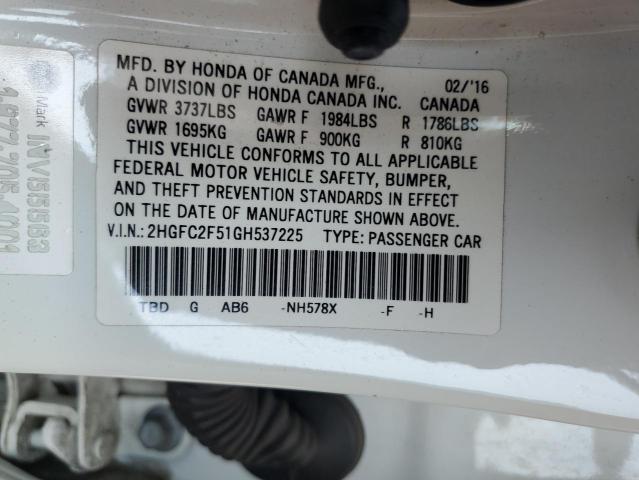 MFD. BY HONDA OF CANADA MFG., 02/'16
A DIVISION OF HONDA CANADA INC. CANADA
GVWR 3737LBS GAWR F 1984LBS R 1786LBS
GVWR 1695KG GAWR F 900KG R 810KG
THIS VEHICLE CONFORMS TO ALL APPLICABLE
FEDERAL MOTOR VEHICLE SAFETY, BUMPER,
AND THEFT PREVENTION STANDARDS IN EFFECT
ON THE DATE OF MANUFACTURE SHOWN ABOVE.
V.I.N.: 2HGFC2F51GH537225 TYPE: PASSENGER CAR
TBD G AB6 -NH578X -F -H
Mark